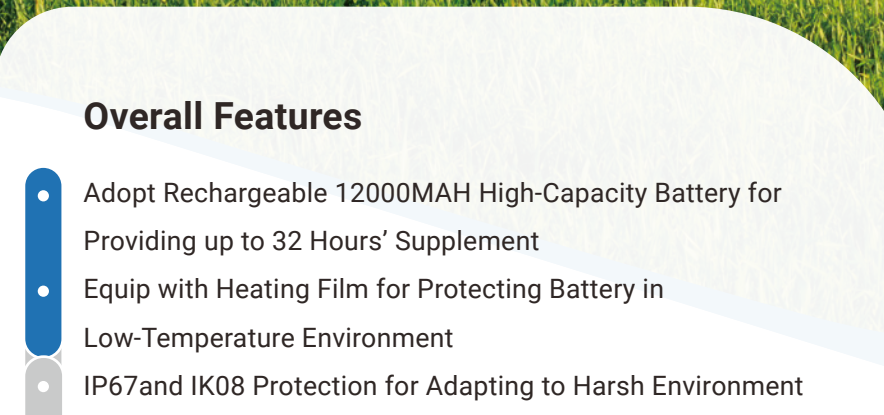 Overall Features
Adopt Rechargeable 12000MAH High-Capacity Battery for
Providing up to 32 Hours’ Supplement
Equip with Heating Film for Protecting Battery in
Low-Temperature Environment
IP67and IK08 Protection for Adapting to Harsh Environment